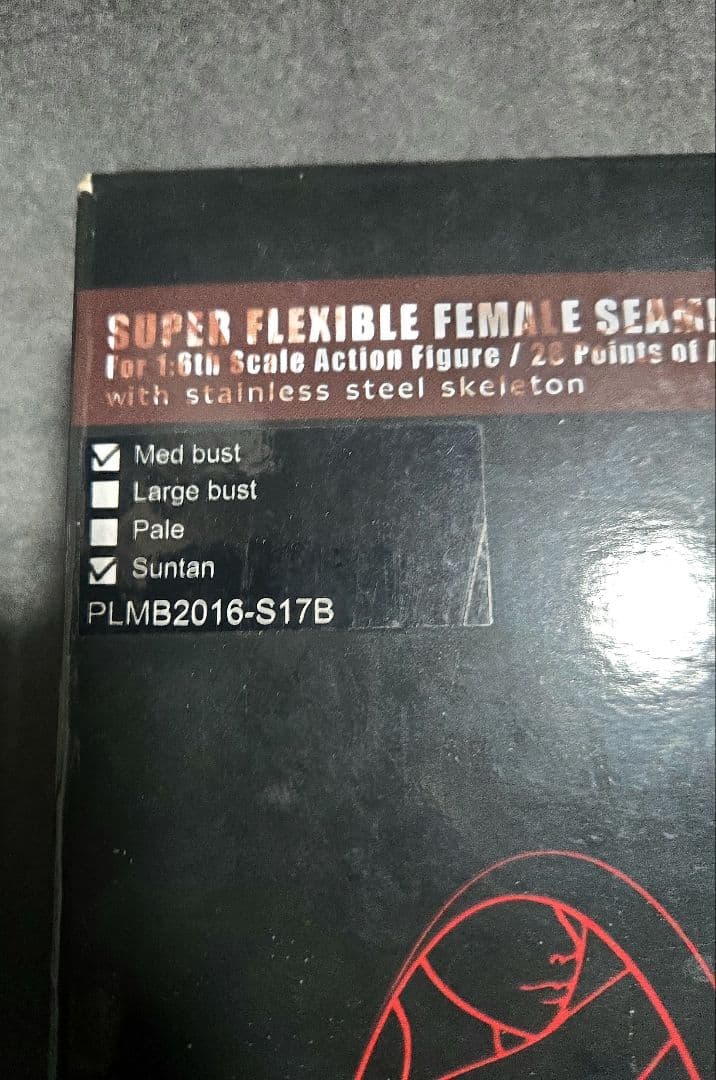 SUPER FLEXIBLE FEMALE
For 1:6th Scale Action Figure / 28 Points of
with stainless steel skeleton
Med bust
Large bust
Pale
Suntan
PLMB2016-S17B